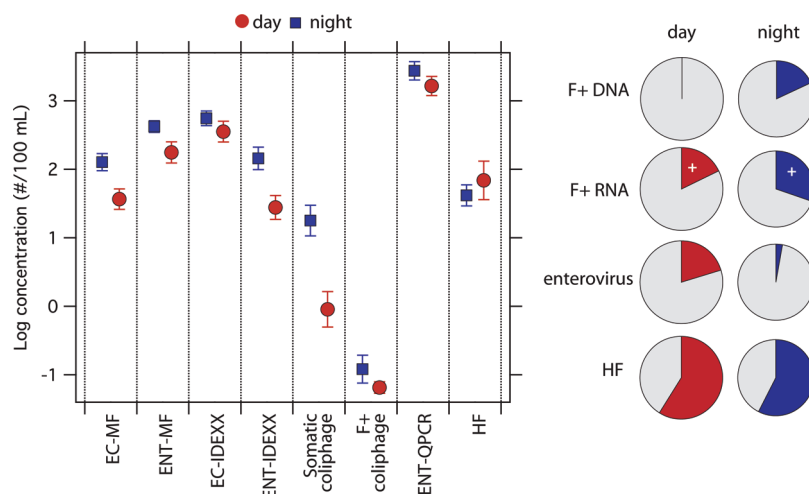 day night
Log concentration (#/100 mL)
3
2
1
0
-1
EC-MF
ENT-MF
EC-IDEXX
ENT-IDEXX
Somatic
coliphage
F+
coliphage
ENT-QPCR
HF
day night
F+ DNA
F+ RNA + +
enterovirus
HF